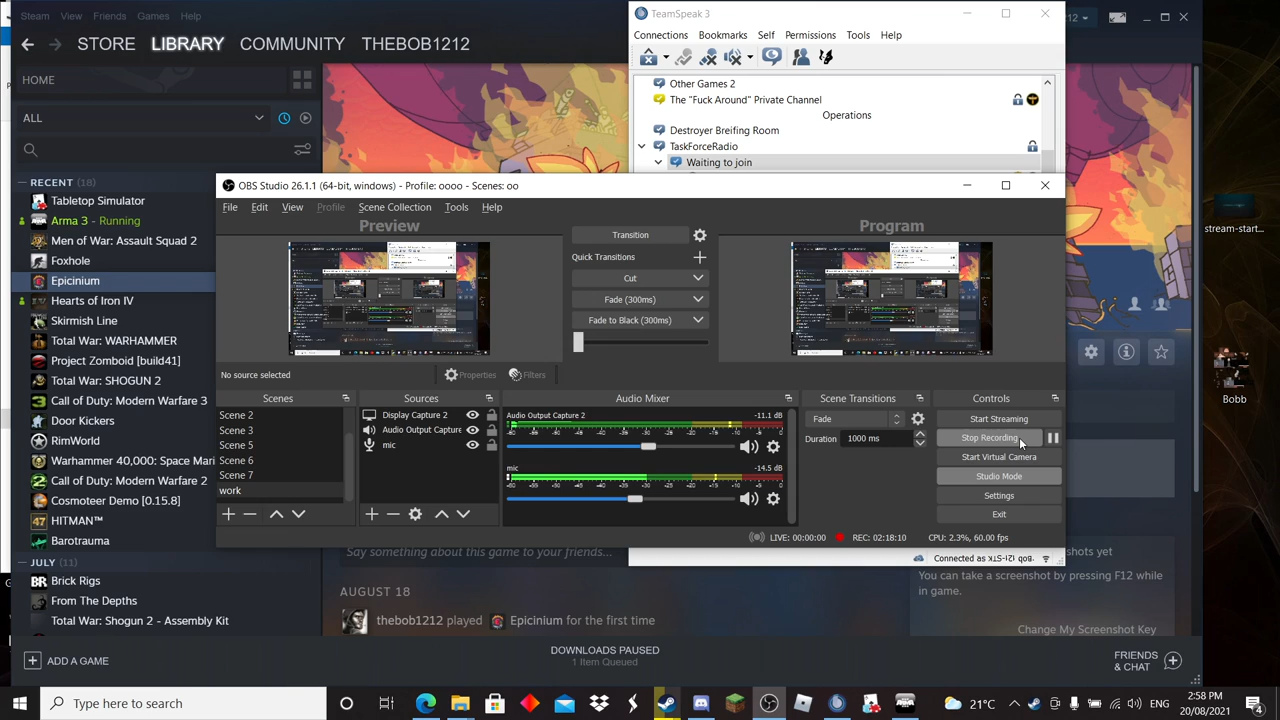 Steam View Friends Games Help
STORE LIBRARY COMMUNITY THEBOB1212
HOME
ALL
RECENT (18)
Tabletop Simulator
Arma 3 - Running
Men of War: Assault Squad 2
Foxhole
Epicinium
Hearts of Iron IV
Skirmish Line
Total War: WARHAMMER
Project Zomboid [build41]
Total War: SHOGUN 2
Call of Duty: Modern Warfare 3
Door Kickers
RimWorld
Warhammer 40,000: Space Mar
Call of Duty: Modern Warfare 2
Crossroter Demo [0.15.8]
HITMAN™
Barotrauma
JULY (11)
Brick Rigs
From The Depths
Total War: Shogun 2 - Assembly Kit
ADD A GAME
TeamSpeak 3
Connections Bookmarks Self Permissions Tools Help
Other Games 2
The "Fuck Around" Private Channel
Operations
Destroyer Breifing Room
TaskForceRadio
Waiting to join
OBS Studio 26.1.1 (64-bit, windows) - Profile: oooo - Scenes: oo
File Edit View Profile Scene Collection Tools Help
Preview
Transition
Quick Transitions
Cut
Fade (300ms)
Fade to Black (300ms)
Program
No source selected
Properties Filters
Scenes
Scene 2
Scene 3
Scene 5
Scene 6
Scene 7
work
Sources
Display Capture 2
Audio Output Capture
mic
Audio Mixer
Audio Output Capture 2 -11.1 dB
mic -14.5 dB
Scene Transitions
Fade
Duration 1000 ms
Controls
Start Streaming
Stop Recording
Start Virtual Camera
Studio Mode
Settings
Exit
LIVE: 00:00:00 REC: 02:18:10 CPU: 2.3%, 60.00 fps
Say something about this game to your friends...
AUGUST 18
thebob1212 played Epicinium for the first time
You can take a screenshot by pressing F12 while
in game.
Change My Screenshot Key
DOWNLOADS PAUSED
1 Item Queued
FRIENDS
& CHAT
stream-start...
Bobb
Type here to search
21°C
ENG
2:58 PM
20/08/2021
4